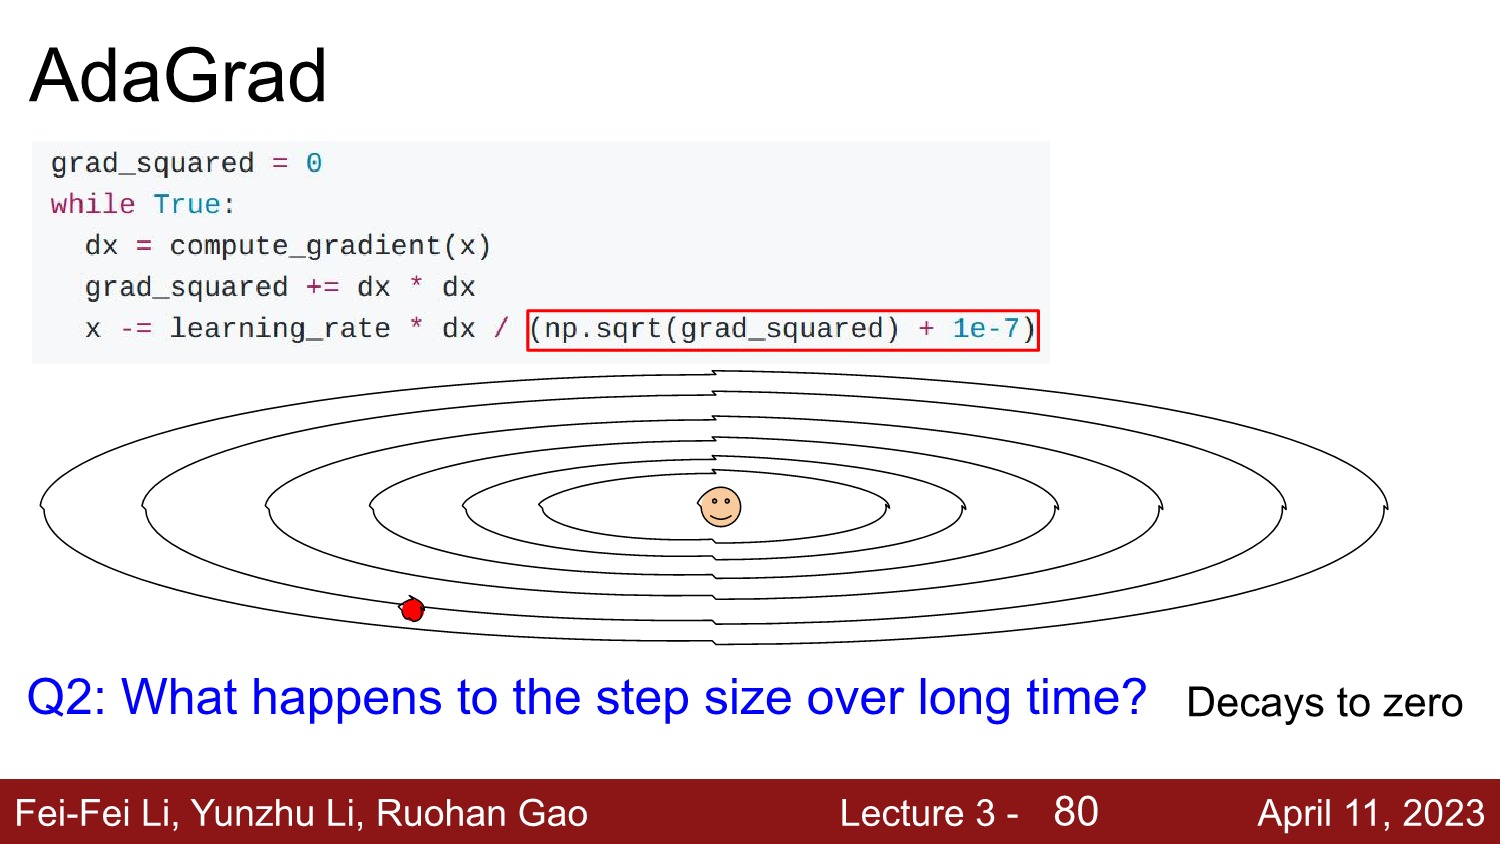 AdaGrad
grad_squared = 0
while True:
  dx = compute_gradient(x)
  grad_squared += dx * dx
  x -= learning_rate * dx / (np.sqrt(grad_squared) + 1e-7)
Q2: What happens to the step size over long time? Decays to zero
Fei-Fei Li, Yunzhu Li, Ruohan Gao Lecture 3 - 80 April 11, 2023